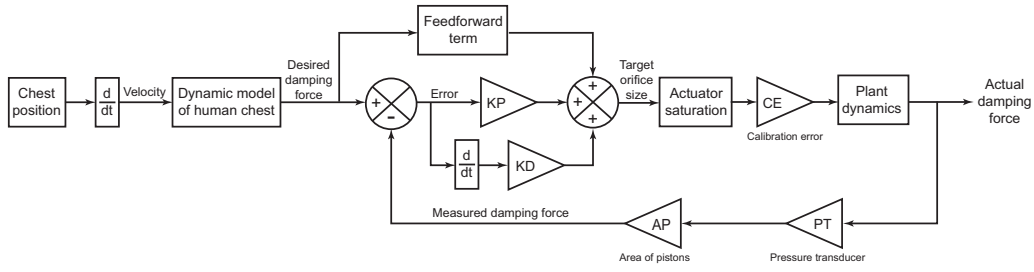 Feedforward
term
Chest
position
d
dt
Velocity
Dynamic model
of human chest
Desired
damping
force
+
-
Error
KP
d
dt
KD
+
+
+
Target
orifice
size
Actuator
saturation
CE
Calibration error
Plant
dynamics
Actual
damping
force
Measured damping force
AP
Area of pistons
PT
Pressure transducer